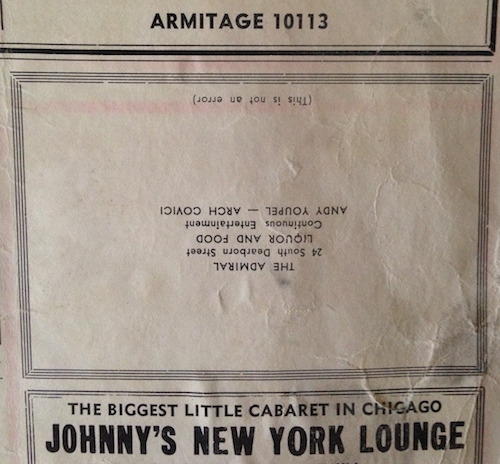 ARMITAGE 10113
THE ADMIRAL
24 South Dearborn Street
LIQUOR AND FOOD
Continuous Entertainment
ANDY YOUPEL — ARCH COVICI
(This is not an error)
THE BIGGEST LITTLE CABARET IN CHICAGO
JOHNNY'S NEW YORK LOUNGE